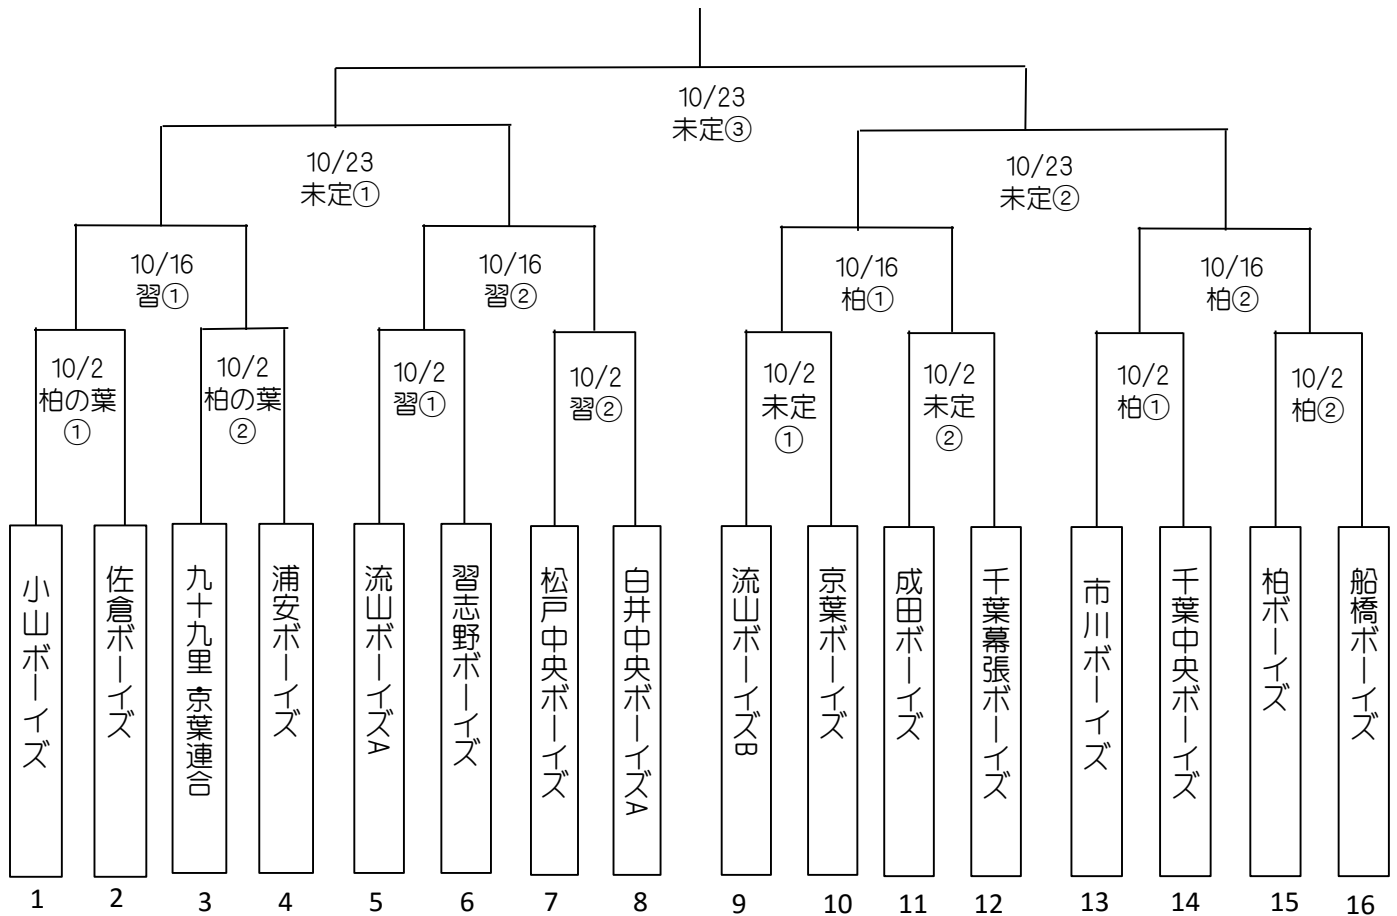 10/23
未定③
10/23
未定①
10/23
未定②
10/16
習①
10/16
習②
10/16
柏①
10/16
柏②
10/2
柏の葉
①
10/2
柏の葉
②
10/2
習①
10/2
習②
10/2
未定
①
10/2
未定
②
10/2
柏①
10/2
柏②
小山ボーイズ
佐倉ボーイズ
九十九里・京葉連合
浦安ボーイズ
流山ボーイズA
習志野ボーイズ
松戸中央ボーイズ
白井中央ボーイズA
流山ボーイズB
京葉ボーイズ
成田ボーイズ
千葉幕張ボーイズ
市川ボーイズ
千葉中央ボーイズ
柏ボーイズ
船橋ボーイズ
1 2 3 4 5 6 7 8 9 10 11 12 13 14 15 16